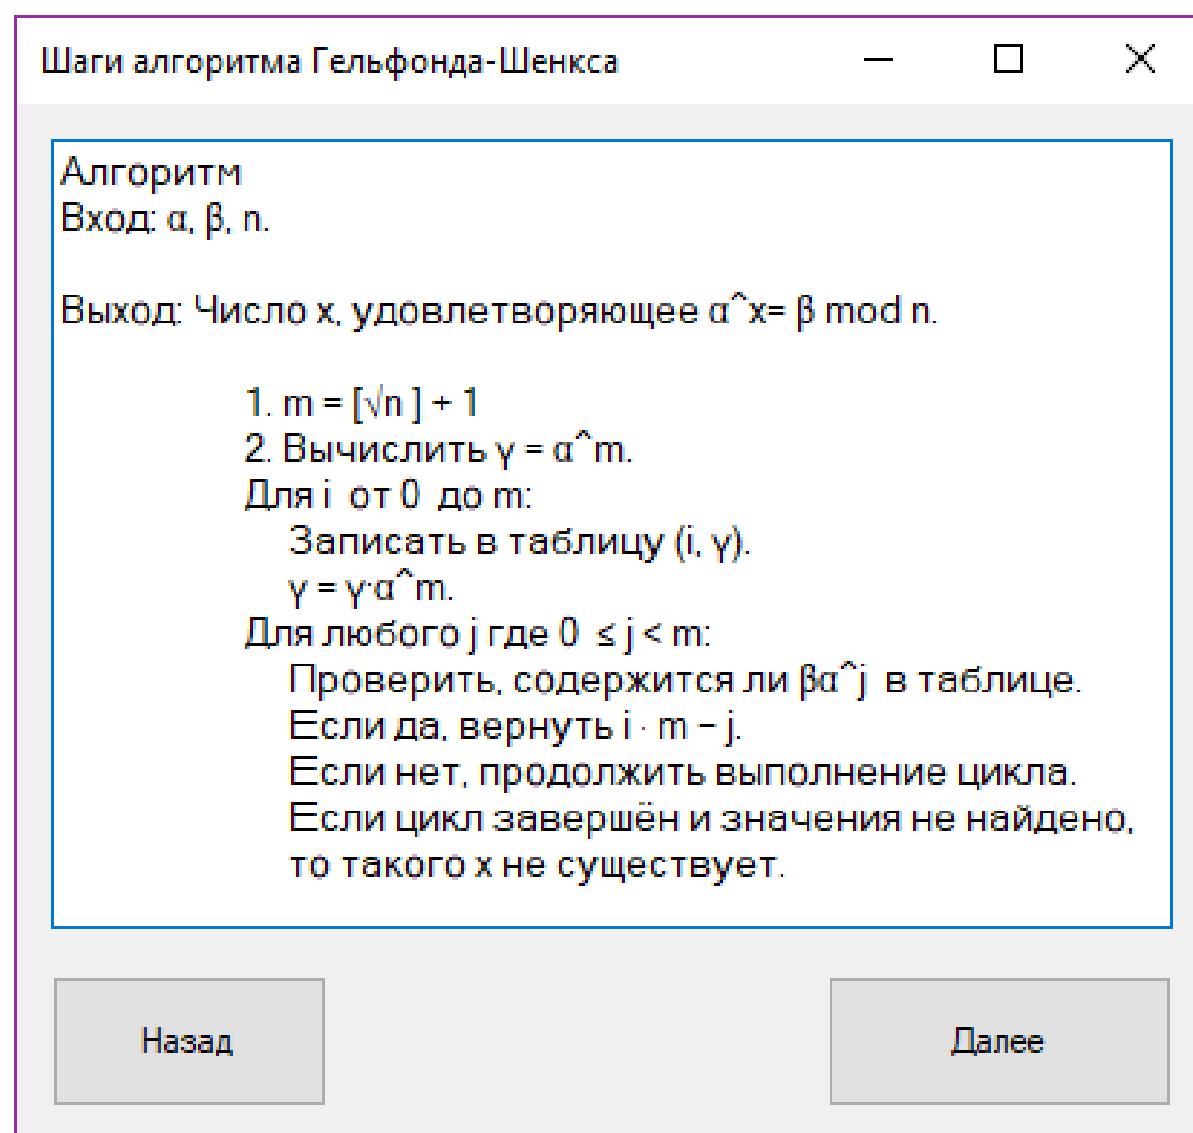 Шаги алгоритма Гельфонда-Шенкса
Алгоритм
Вход: α, β, n.
Выход: Число x, удовлетворяющее α^x= β mod n.
1. m = [√n ] + 1
2. Вычислить γ = α^m.
Для i от 0 до m:
Записать в таблицу (i, γ).
γ = γ·α^m.
Для любого j где 0 ≤ j < m:
Проверить, содержится ли βα^j в таблице.
Если да, вернуть i · m − j.
Если нет, продолжить выполнение цикла.
Если цикл завершён и значения не найдено,
то такого x не существует.
Назад
Далее